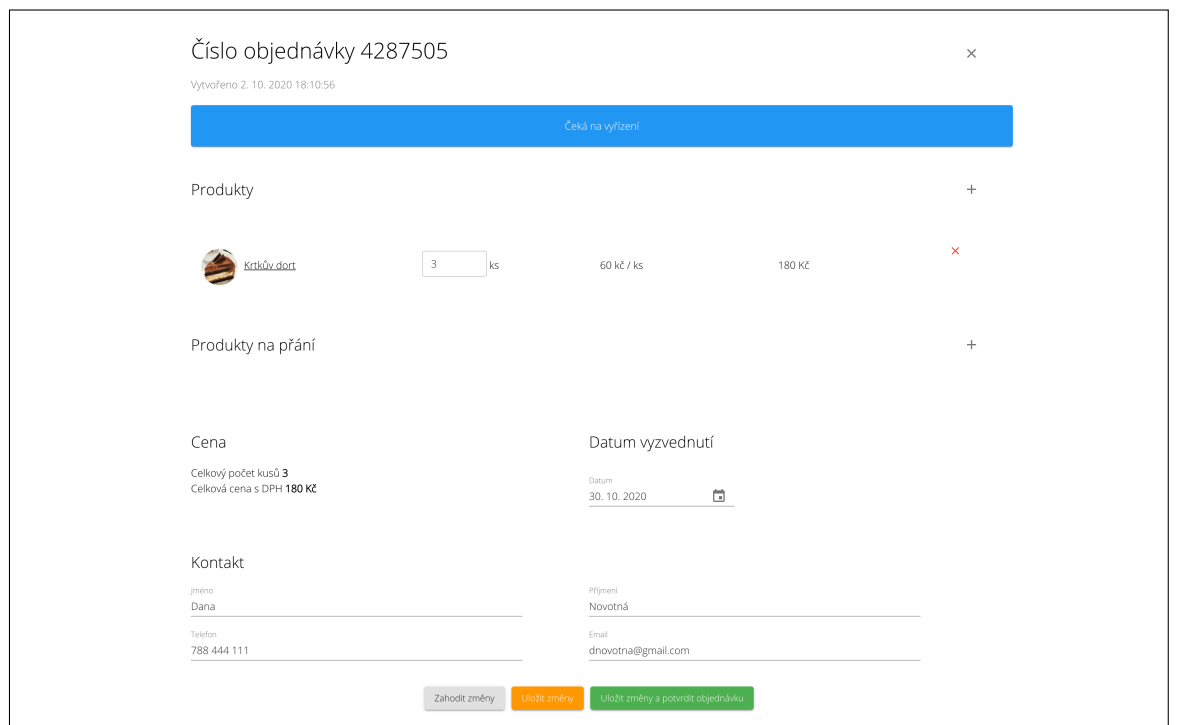 Číslo objednávky 4287505
Vytvořeno 2. 10. 2020 18:10:56
Čeká na vyřízení
Produkty
Krtkův dort 3 ks 60 kč / ks 180 Kč
Produkty na přání
Cena
Celkový počet kusů 3
Celková cena s DPH 180 Kč
Datum vyzvednutí
Datum
30. 10. 2020
Kontakt
Jméno
Dana
Příjmení
Novotná
Telefon
788 444 111
Email
dnovotna@gmail.com
Zahodit změny Uložit změny Uložit změny a potvrdit objednávku